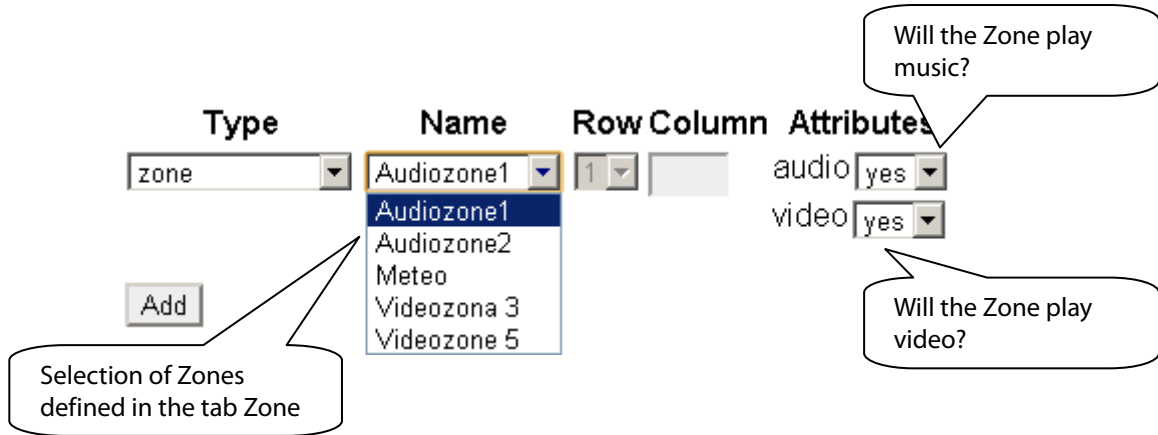 Will the Zone play
music?
Type Name Row Column Attributes
zone Audiozone1 1 audio yes
Audiozone1
video yes
Audiozone2
Meteo
Videozona 3
Videozone 5
Add
Will the Zone play
video?
Selection of Zones
defined in the tab Zone